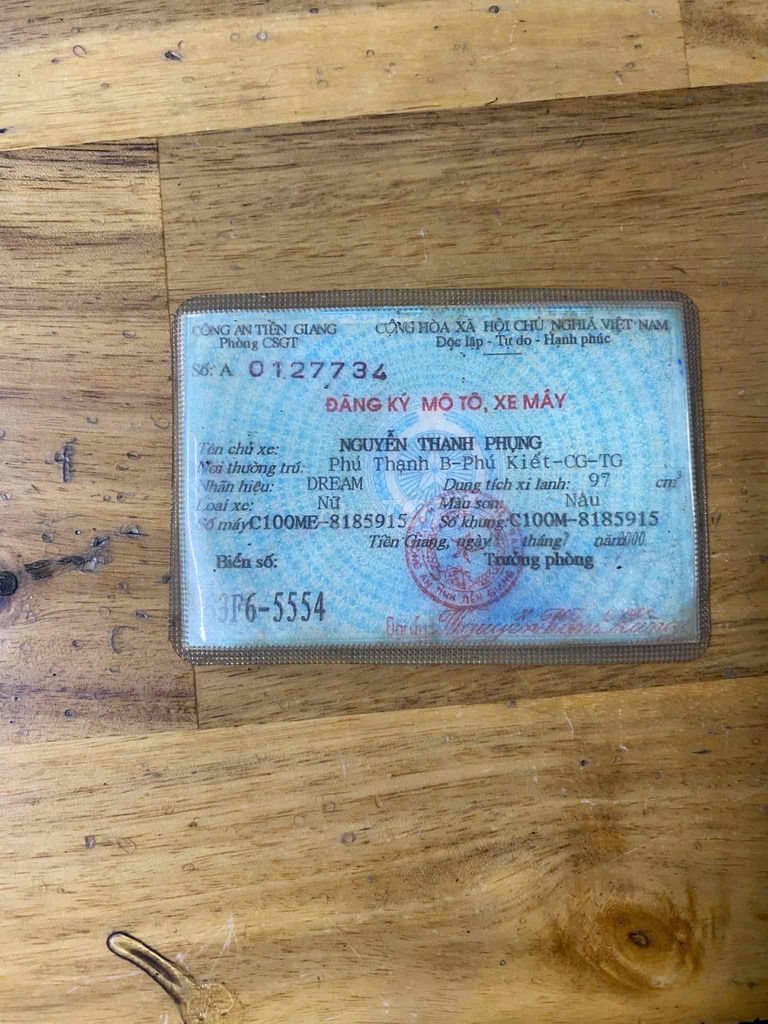 CÔNG AN TIỀN GIANG CỘNG HÒA XÃ HỘI CHỦ NGHĨA VIỆT NAM
Phòng CSGT Độc lập - Tự do - Hạnh phúc
Số: A 0127734
ĐĂNG KÝ MÔ TÔ, XE MÁY
Tên chủ xe: NGUYỄN THANH PHỤNG
Nơi thường trú: Phú Thạnh B-Phú Kiết-CG-TG
Nhãn hiệu: DREAM Dung tích xi lanh: 97 cm³
Loại xe: Nữ Màu sơn: Nâu
Số máy: C100ME-8185915 Số khung: C100M-8185915
Tiền Giang, ngày tháng 7 năm
Biển số: Trưởng phòng
F6-5554